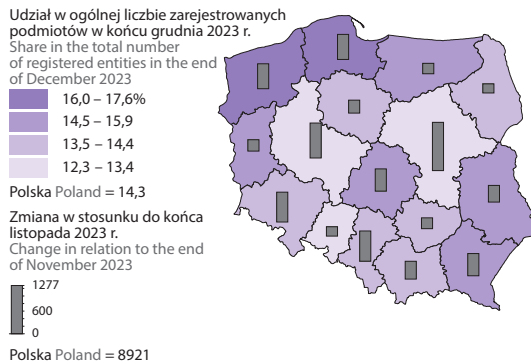 Udział w ogólnej liczbie zarejestrowanych
podmiotów w końcu grudnia 2023 r.
Share in the total number
of registered entities in the end
of December 2023
16,0 – 17,6%
14,5 – 15,9
13,5 – 14,4
12,3 – 13,4
Polska Poland = 14,3
Zmiana w stosunku do końca
listopada 2023 r.
Change in relation to the end
of November 2023
1277
600
0
Polska Poland = 8921